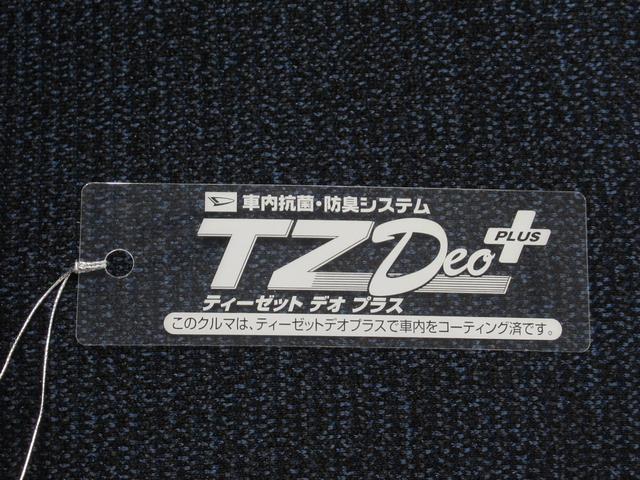 車内抗菌・防臭システム
TZ Deo PLUS
ティーゼット デオ プラス
このクルマは、ティーゼットデオプラスで車内をコーティング済です。